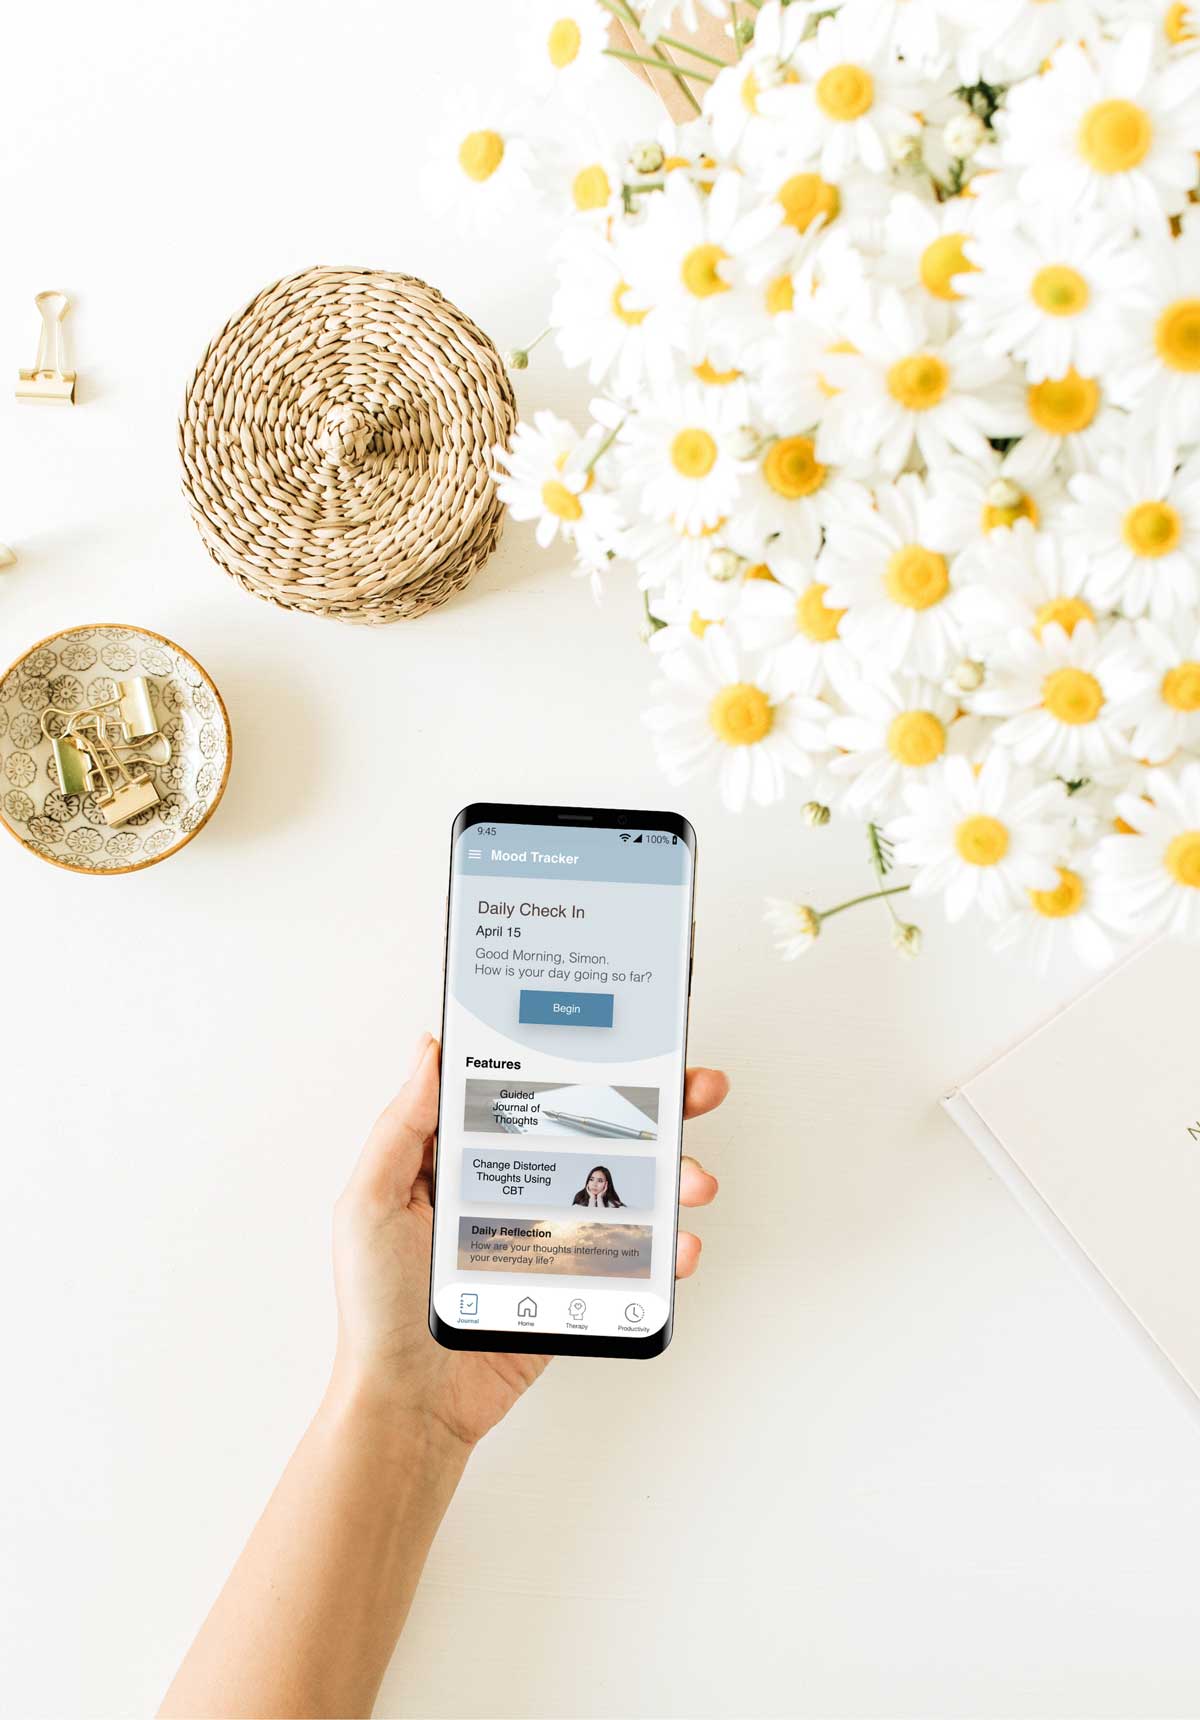 9:45
100%
Mood Tracker
Daily Check In
April 15
Good Morning, Simon.
How is your day going so far?
Begin
Features
Guided
Journal of
Thoughts
Change Distorted
Thoughts Using
CBT
Daily Reflection
How are your thoughts interfering with
your everyday life?
Journal
Home
Therapy
Productivity
N